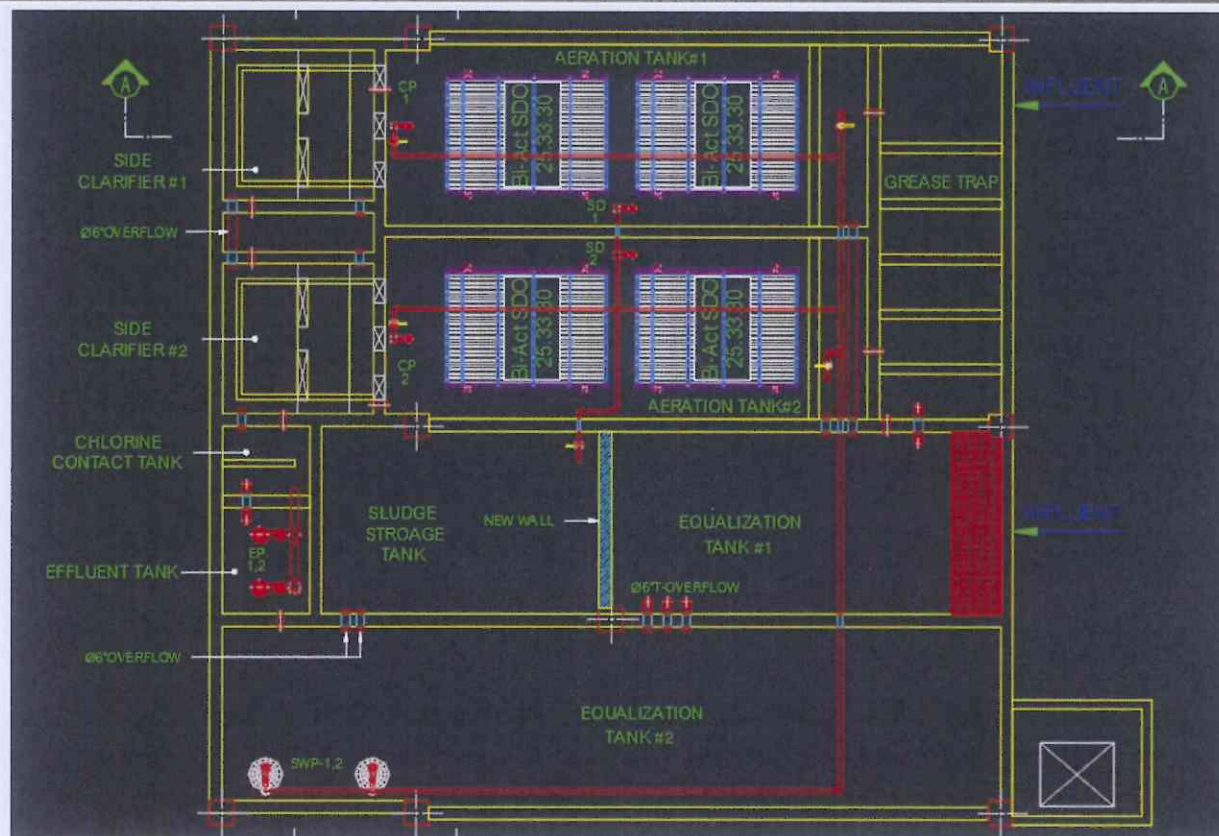 AERATION TANK#1
A
A
INFLUENT
CP
1
Bi-Act SDO
25.33.30
Bi-Act SDO
25.33.30
SIDE
CLARIFIER #1
GREASE TRAP
SD
1
Ø6"OVERFLOW
SD
2
Bi-Act SDO
25.33.30
Bi-Act SDO
25.33.30
SIDE
CLARIFIER #2
CP
2
AERATION TANK#2
CHLORINE
CONTACT TANK
SLUDGE
STROAGE
TANK
NEW WALL
EQUALIZATION
TANK #1
INFLUENT
EP
1,2
EFFLUENT TANK
Ø6"T-OVERFLOW
Ø6"OVERFLOW
EQUALIZATION
TANK #2
SWP-1,2